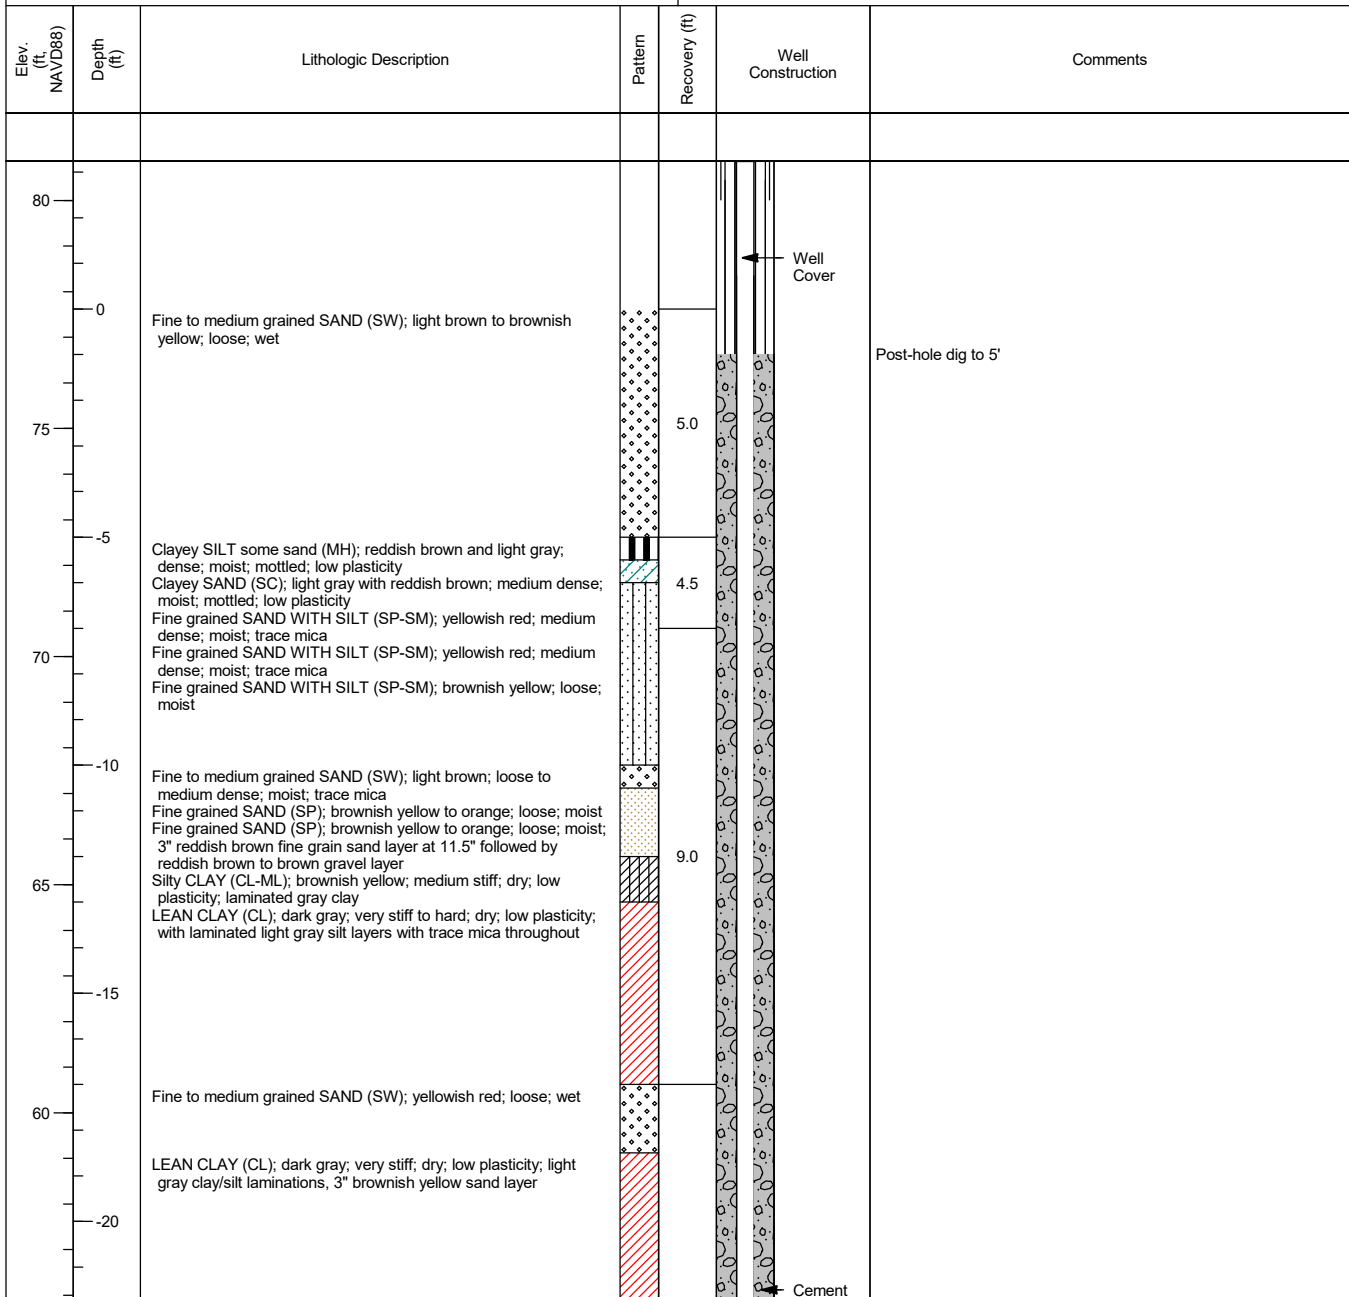 Elev.
(ft,
NAVD88)
Depth
(ft)
Lithologic Description
Pattern
Recovery (ft)
Well
Construction
Comments
80
Well
Cover
0
Fine to medium grained SAND (SW); light brown to brownish
yellow; loose; wet
Post-hole dig to 5'
75
5.0
-5
Clayey SILT some sand (MH); reddish brown and light gray;
dense; moist; mottled; low plasticity
Clayey SAND (SC); light gray with reddish brown; medium dense;
moist; mottled; low plasticity
4.5
Fine grained SAND WITH SILT (SP-SM); yellowish red; medium
dense; moist; trace mica
Fine grained SAND WITH SILT (SP-SM); yellowish red; medium
dense; moist; trace mica
70
Fine grained SAND WITH SILT (SP-SM); brownish yellow; loose;
moist
-10
Fine to medium grained SAND (SW); light brown; loose to
medium dense; moist; trace mica
Fine grained SAND (SP); brownish yellow to orange; loose; moist
Fine grained SAND (SP); brownish yellow to orange; loose; moist;
3" reddish brown fine grain sand layer at 11.5" followed by
reddish brown to brown gravel layer
9.0
Silty CLAY (CL-ML); brownish yellow; medium stiff; dry; low
plasticity; laminated gray clay
65
LEAN CLAY (CL); dark gray; very stiff to hard; dry; low plasticity;
with laminated light gray silt layers with trace mica throughout
-15
Fine to medium grained SAND (SW); yellowish red; loose; wet
60
LEAN CLAY (CL); dark gray; very stiff; dry; low plasticity; light
gray clay/silt laminations, 3" brownish yellow sand layer
-20
Cement